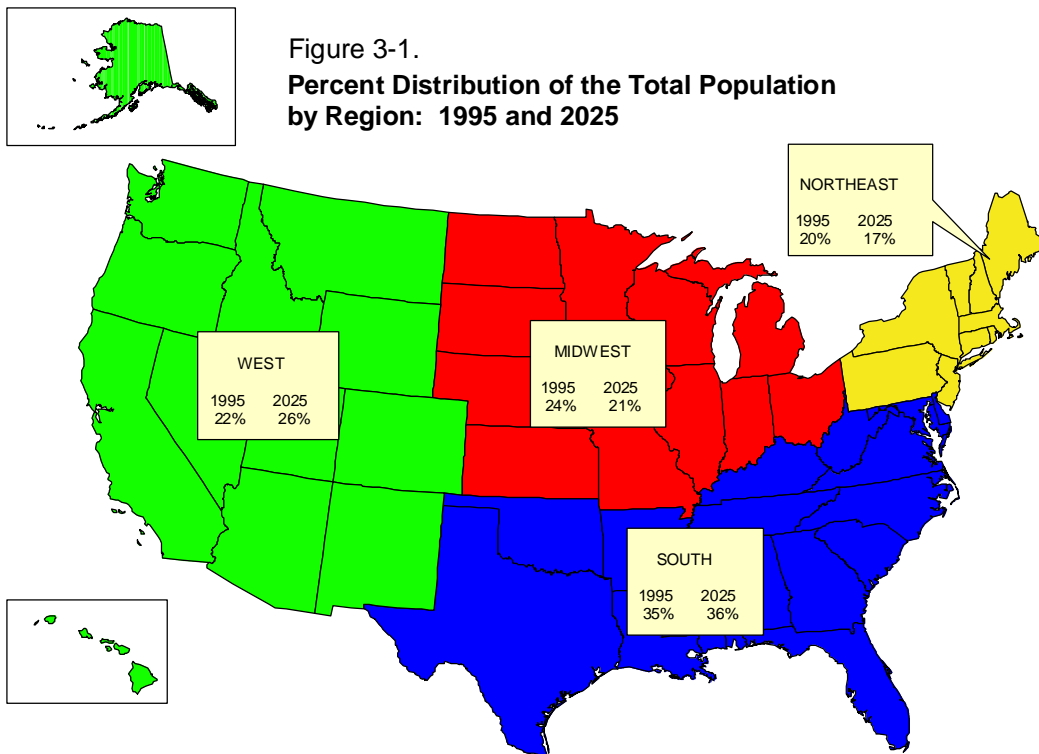 Figure 3-1.
Percent Distribution of the Total Population
by Region: 1995 and 2025
NORTHEAST
1995 2025
20% 17%
WEST
1995 2025
22% 26%
MIDWEST
1995 2025
24% 21%
SOUTH
1995 2025
35% 36%